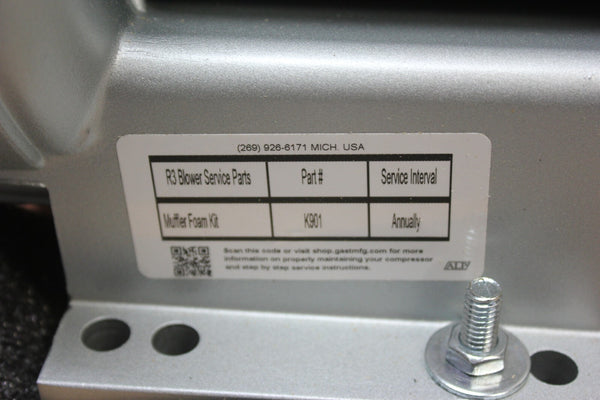 (269) 926-6171 MICH. USA
R3 Blower Service Parts Part # Service Interval
Muffler Foam Kit K901 Annually
Scan this code or visit shop.gastmfg.com for more
information on properly maintaining your compressor
and step by step service instructions.